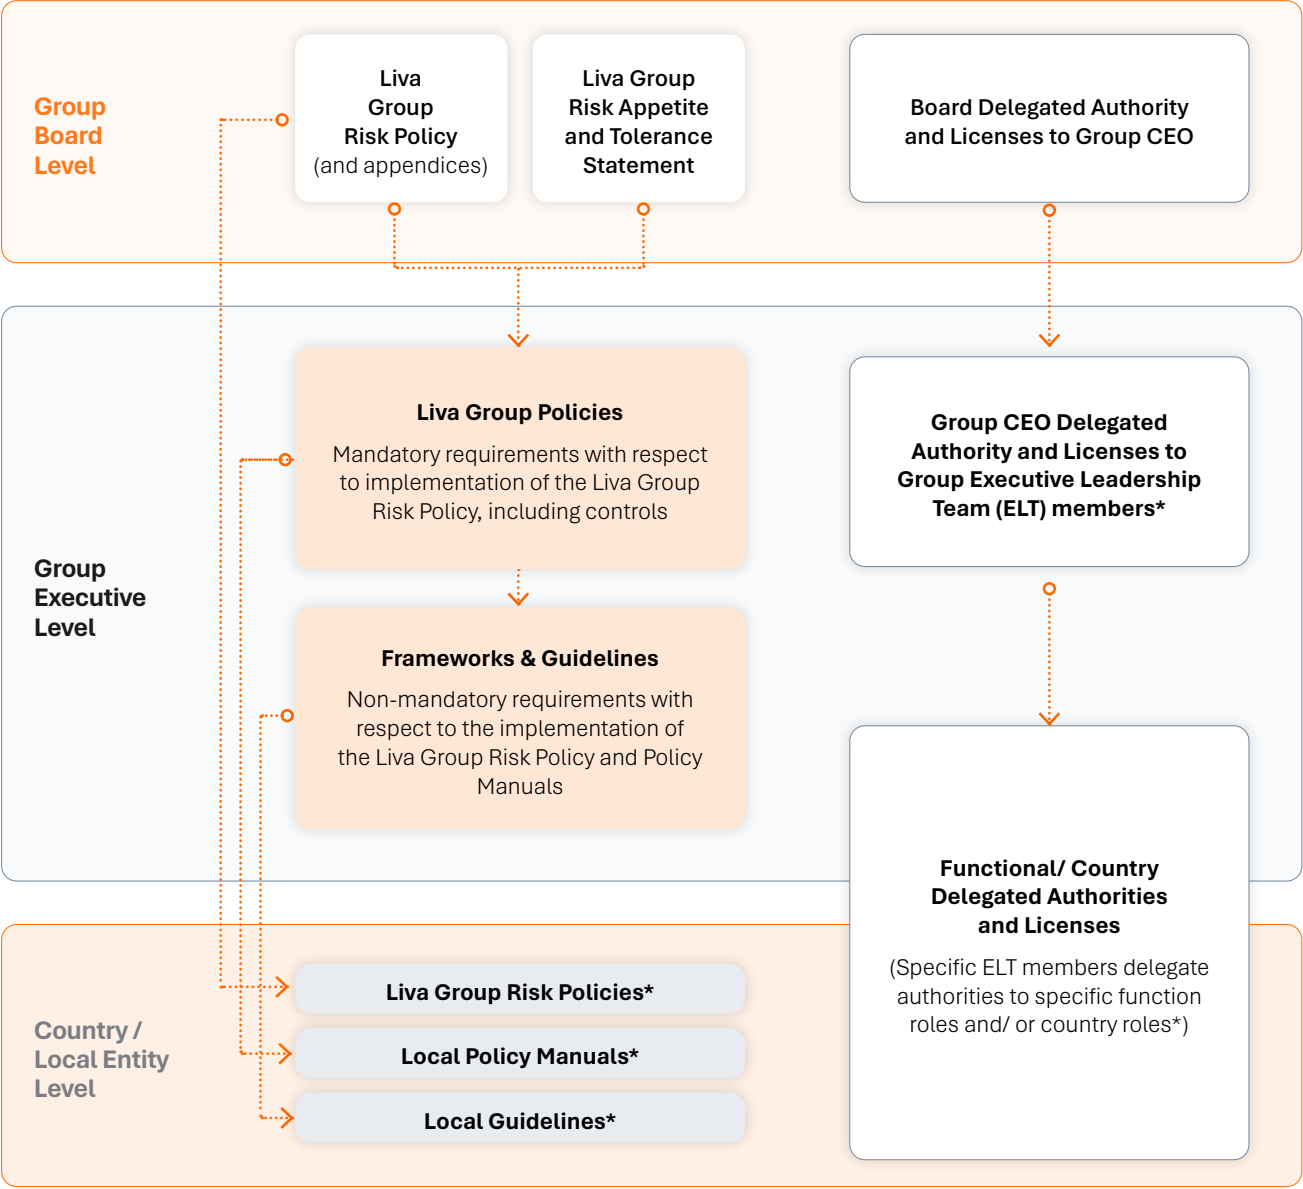 Group
Board
Level
Liva
Group
Risk Policy
(and appendices)
Liva Group
Risk Appetite
and Tolerance
Statement
Board Delegated Authority
and Licenses to Group CEO
Group
Executive
Level
Liva Group Policies
Mandatory requirements with respect
to implementation of the Liva Group
Risk Policy, including controls
Frameworks & Guidelines
Non-mandatory requirements with
respect to the implementation of
the Liva Group Risk Policy and Policy
Manuals
Group CEO Delegated
Authority and Licenses to
Group Executive Leadership
Team (ELT) members*
Functional/ Country
Delegated Authorities
and Licenses
(Specific ELT members delegate
authorities to specific function
roles and/ or country roles*)
Country /
Local Entity
Level
Liva Group Risk Policies*
Local Policy Manuals*
Local Guidelines*